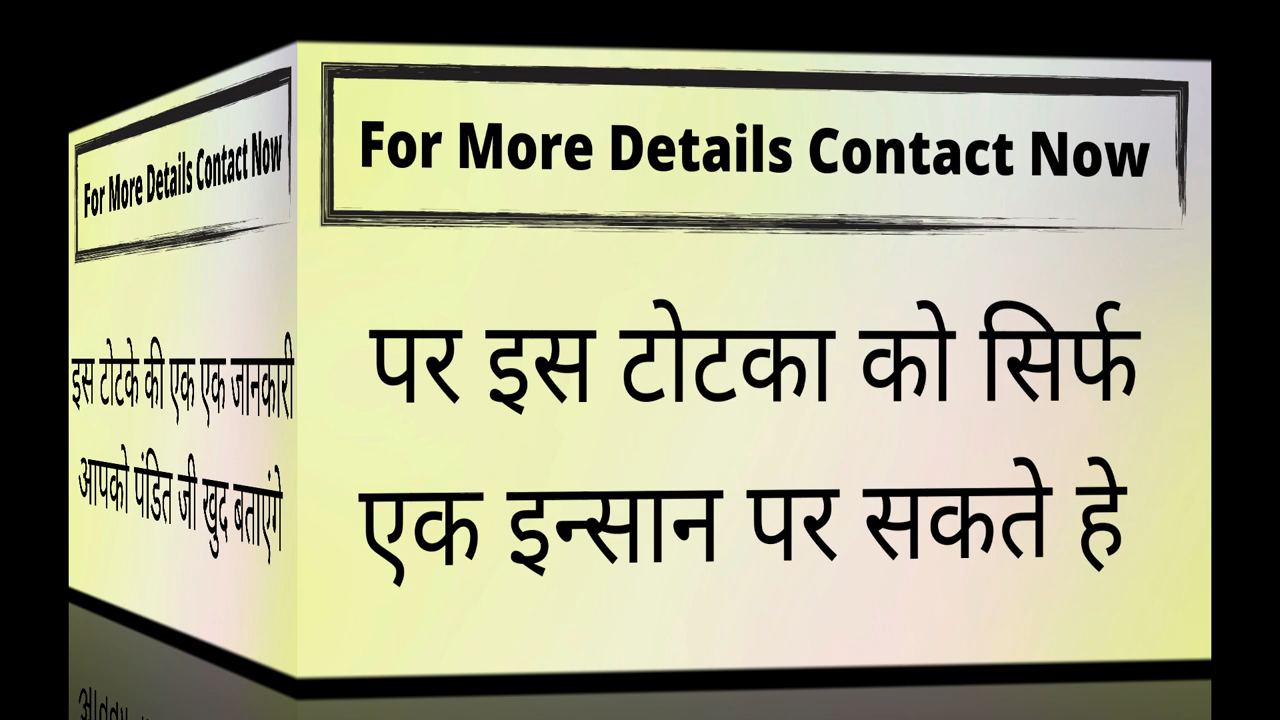 For More Details Contact Now
इस टोटके की एक एक जानकारी
आपको पंडित जी खुद बताएंगे
For More Details Contact Now
पर इस टोटका को सिर्फ
एक इन्सान पर सकते हे